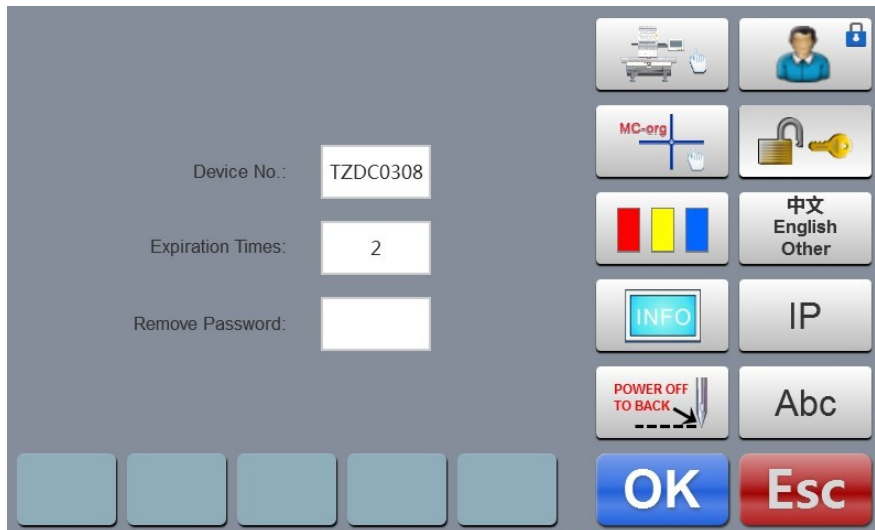 Device No.:
TZDC0308
Expiration Times:
2
Remove Password:
MC-org
中文
English
Other
INFO
IP
POWER OFF
TO BACK
Abc
OK
Esc